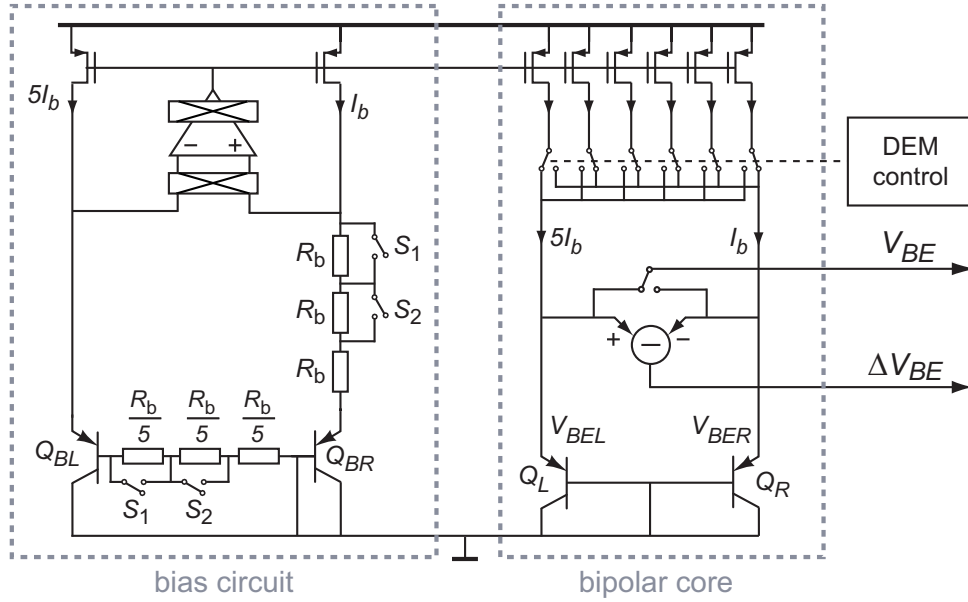 5I_b
I_b
− +
R_b
S_1
R_b
S_2
R_b
R_b/5 R_b/5 R_b/5
Q_BL
Q_BR
S_1 S_2
bias circuit
DEM
control
5I_b
I_b
V_BE
+ − −
ΔV_BE
V_BEL
V_BER
Q_L
Q_R
bipolar core